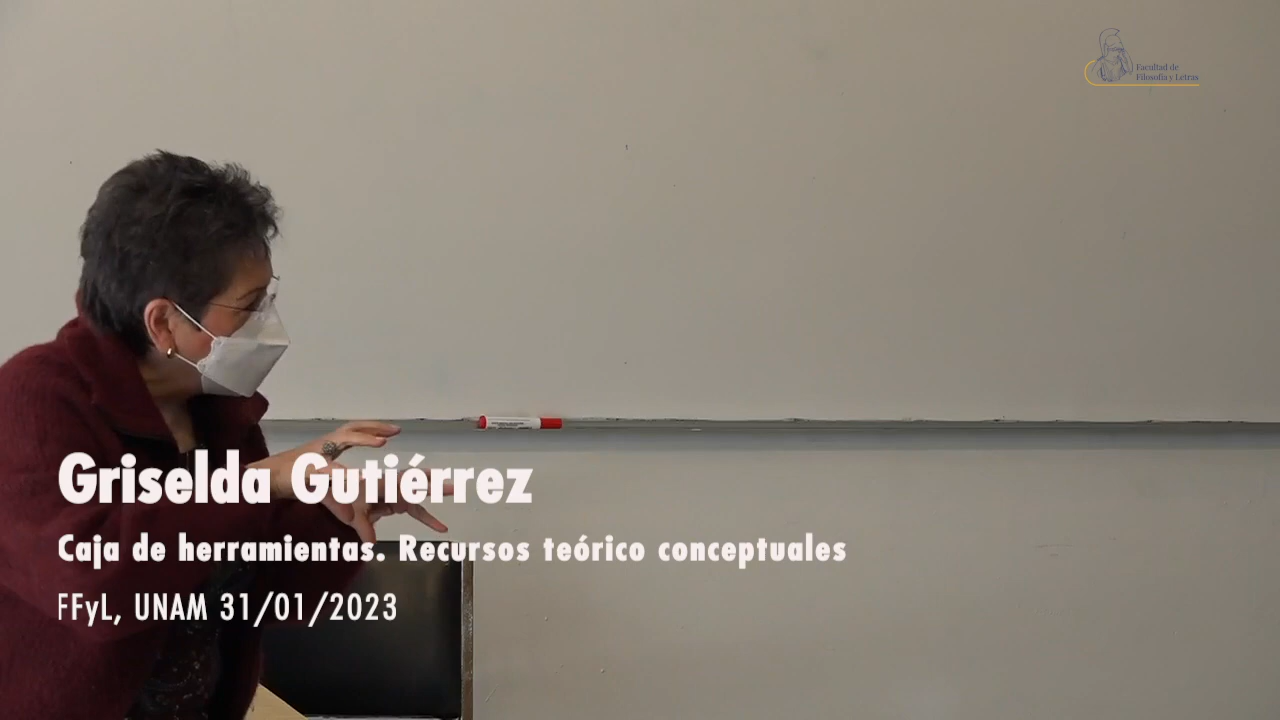 Facultad de
Filosofía y Letras
Griselda Gutiérrez
Caja de herramientas. Recursos teórico conceptuales
FFyL, UNAM 31/01/2023